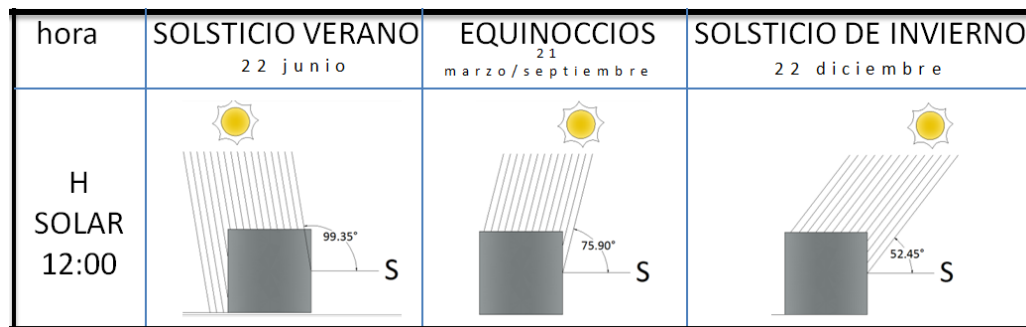 hora
SOLSTICIO VERANO
22 junio
EQUINOCCIOS
21
marzo/septiembre
SOLSTICIO DE INVIERNO
22 diciembre
H
SOLAR
12:00
99.35°
S
75.90°
S
52.45°
S